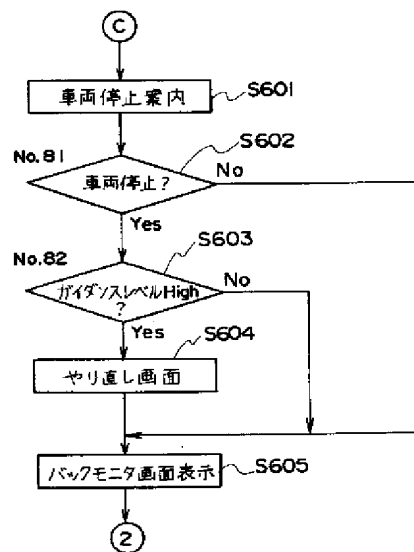 C
車両停止案内
S601
No.81
S602
車両停止?
No
Yes
No.82
S603
ガイダンスレベルHigh
?
No
Yes
S604
やり直し画面
バックモニタ画面表示
S605
2